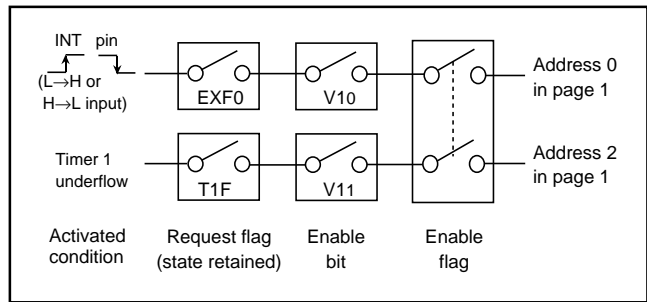 INT pin
(L→H or
H→L input)
EXF0
V10
Address 0
in page 1
Timer 1
underflow
T1F
V11
Address 2
in page 1
Activated
condition
Request flag
(state retained)
Enable
bit
Enable
flag